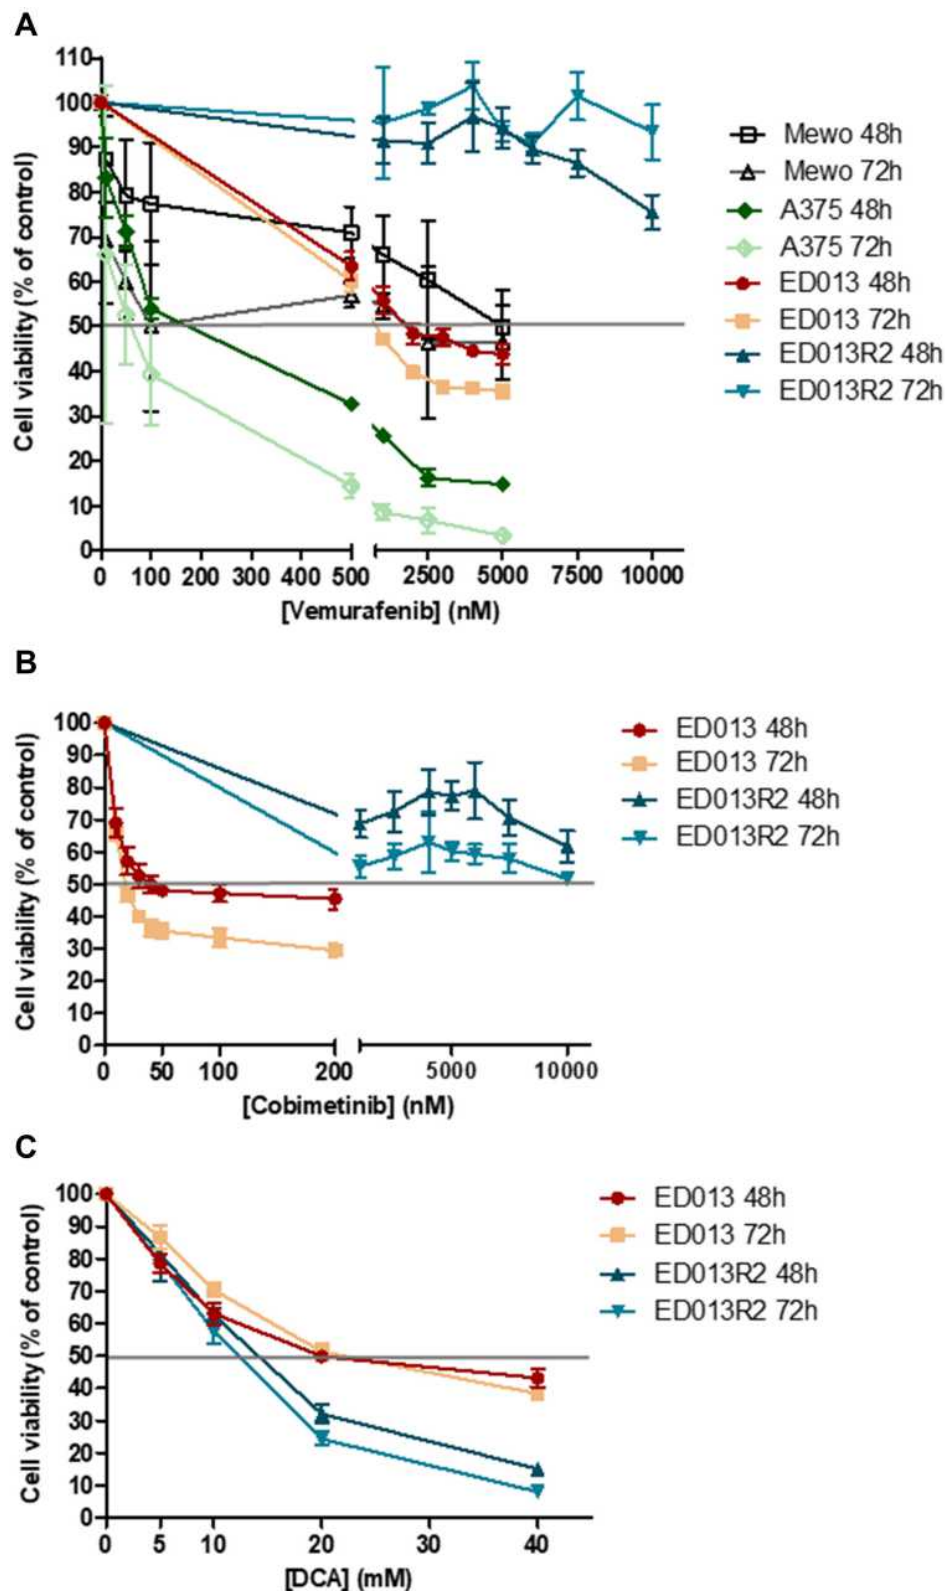 A
110
100
90
80
70
60
50
40
30
20
10
0
Cell viability (% of control)
0 100 200 300 400 500 2500 5000 7500 10000
[Vemurafenib] (nM)
Mewo 48h
Mewo 72h
A375 48h
A375 72h
ED013 48h
ED013 72h
ED013R2 48h
ED013R2 72h
B
100
90
80
70
60
50
40
30
20
10
0
Cell viability (% of control)
0 50 100 200 5000 10000
[Cobimetinib] (nM)
ED013 48h
ED013 72h
ED013R2 48h
ED013R2 72h
C
100
90
80
70
60
50
40
30
20
10
0
Cell viability (% of control)
0 5 10 20 30 40
[DCA] (mM)
ED013 48h
ED013 72h
ED013R2 48h
ED013R2 72h